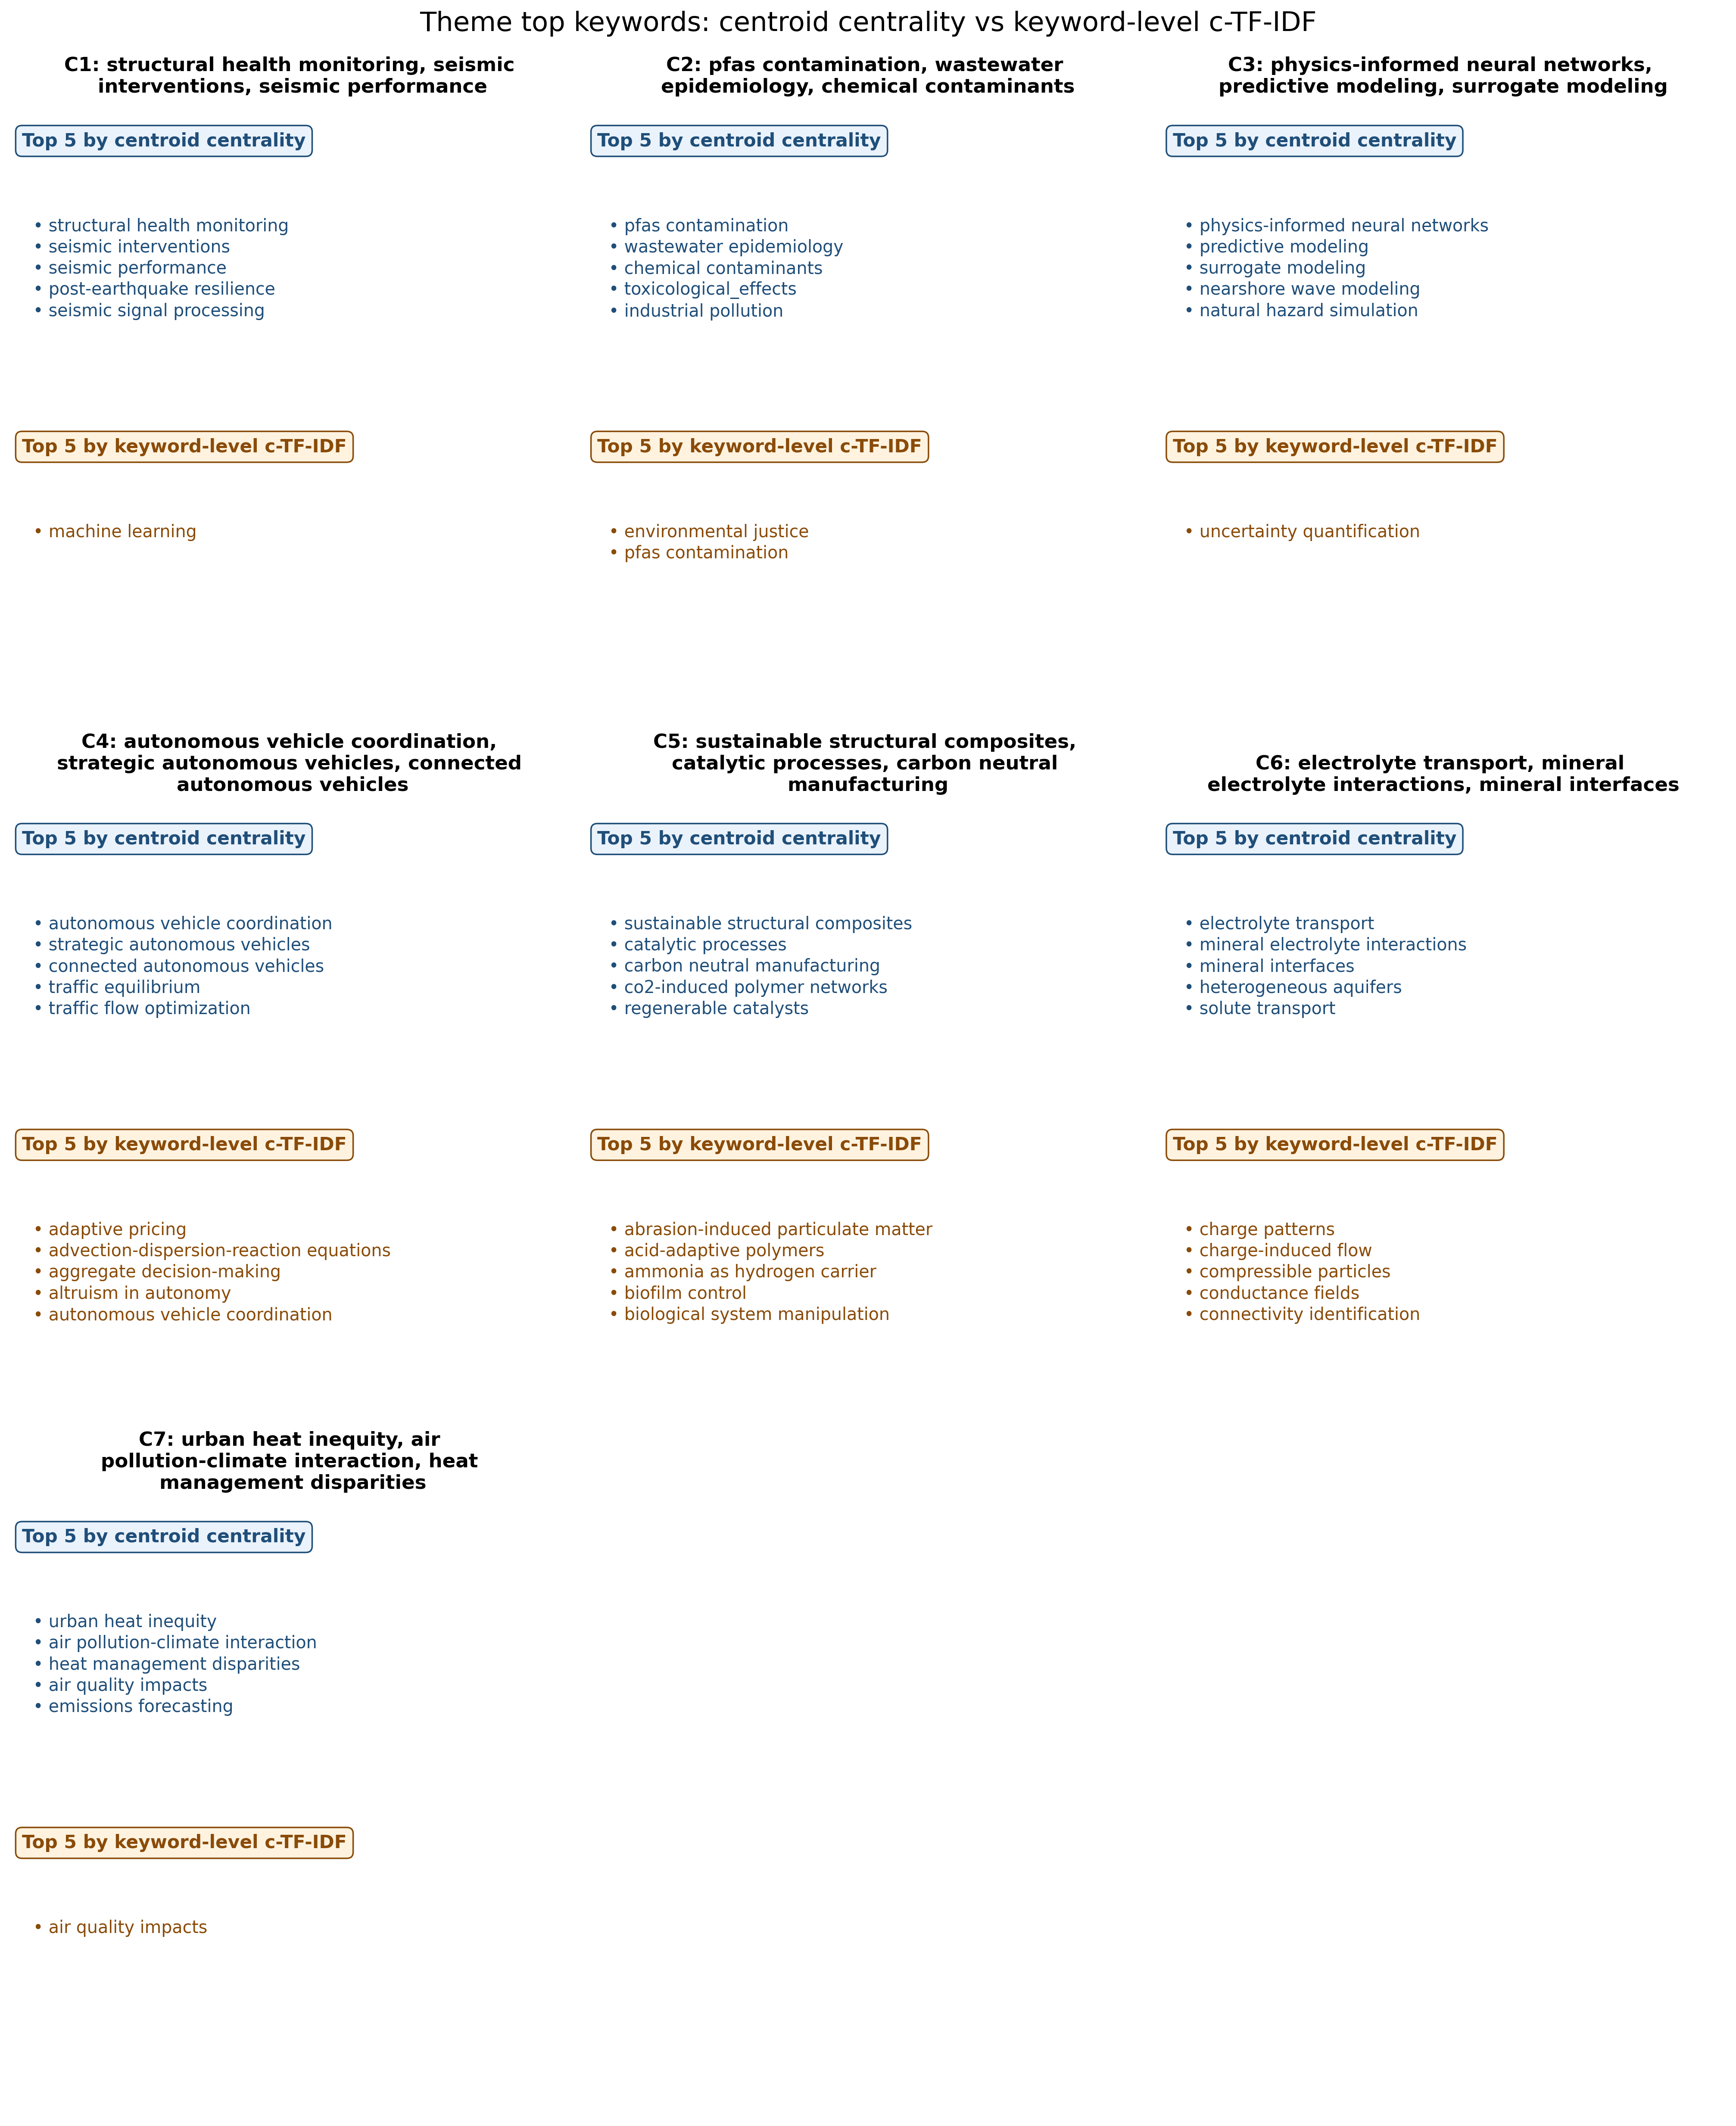 Theme top keywords: centroid centrality vs keyword-level c-TF-IDF
C1: structural health monitoring, seismic
interventions, seismic performance
Top 5 by centroid centrality
• structural health monitoring
• seismic interventions
• seismic performance
• post-earthquake resilience
• seismic signal processing
Top 5 by keyword-level c-TF-IDF
• machine learning
C2: pfas contamination, wastewater
epidemiology, chemical contaminants
Top 5 by centroid centrality
• pfas contamination
• wastewater epidemiology
• chemical contaminants
• toxicological_effects
• industrial pollution
Top 5 by keyword-level c-TF-IDF
• environmental justice
• pfas contamination
C3: physics-informed neural networks,
predictive modeling, surrogate modeling
Top 5 by centroid centrality
• physics-informed neural networks
• predictive modeling
• surrogate modeling
• nearshore wave modeling
• natural hazard simulation
Top 5 by keyword-level c-TF-IDF
• uncertainty quantification
C4: autonomous vehicle coordination,
strategic autonomous vehicles, connected
autonomous vehicles
Top 5 by centroid centrality
• autonomous vehicle coordination
• strategic autonomous vehicles
• connected autonomous vehicles
• traffic equilibrium
• traffic flow optimization
Top 5 by keyword-level c-TF-IDF
• adaptive pricing
• advection-dispersion-reaction equations
• aggregate decision-making
• altruism in autonomy
• autonomous vehicle coordination
C5: sustainable structural composites,
catalytic processes, carbon neutral
manufacturing
Top 5 by centroid centrality
• sustainable structural composites
• catalytic processes
• carbon neutral manufacturing
• co2-induced polymer networks
• regenerable catalysts
Top 5 by keyword-level c-TF-IDF
• abrasion-induced particulate matter
• acid-adaptive polymers
• ammonia as hydrogen carrier
• biofilm control
• biological system manipulation
C6: electrolyte transport, mineral
electrolyte interactions, mineral interfaces
Top 5 by centroid centrality
• electrolyte transport
• mineral electrolyte interactions
• mineral interfaces
• heterogeneous aquifers
• solute transport
Top 5 by keyword-level c-TF-IDF
• charge patterns
• charge-induced flow
• compressible particles
• conductance fields
• connectivity identification
C7: urban heat inequity, air
pollution-climate interaction, heat
management disparities
Top 5 by centroid centrality
• urban heat inequity
• air pollution-climate interaction
• heat management disparities
• air quality impacts
• emissions forecasting
Top 5 by keyword-level c-TF-IDF
• air quality impacts